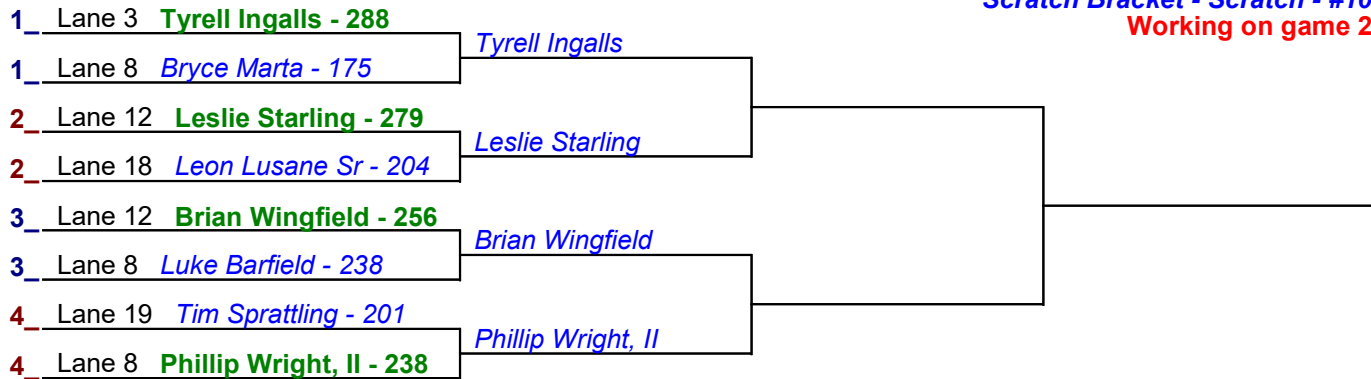 Scratch Bracket - Scratch - #10
Working on game 2
1_ Lane 3 Tyrell Ingalls - 288
Tyrell Ingalls
1_ Lane 8 Bryce Marta - 175
2_ Lane 12 Leslie Starling - 279
Leslie Starling
2_ Lane 18 Leon Lusane Sr - 204
3_ Lane 12 Brian Wingfield - 256
Brian Wingfield
3_ Lane 8 Luke Barfield - 238
4_ Lane 19 Tim Sprattling - 201
Phillip Wright, II
4_ Lane 8 Phillip Wright, II - 238